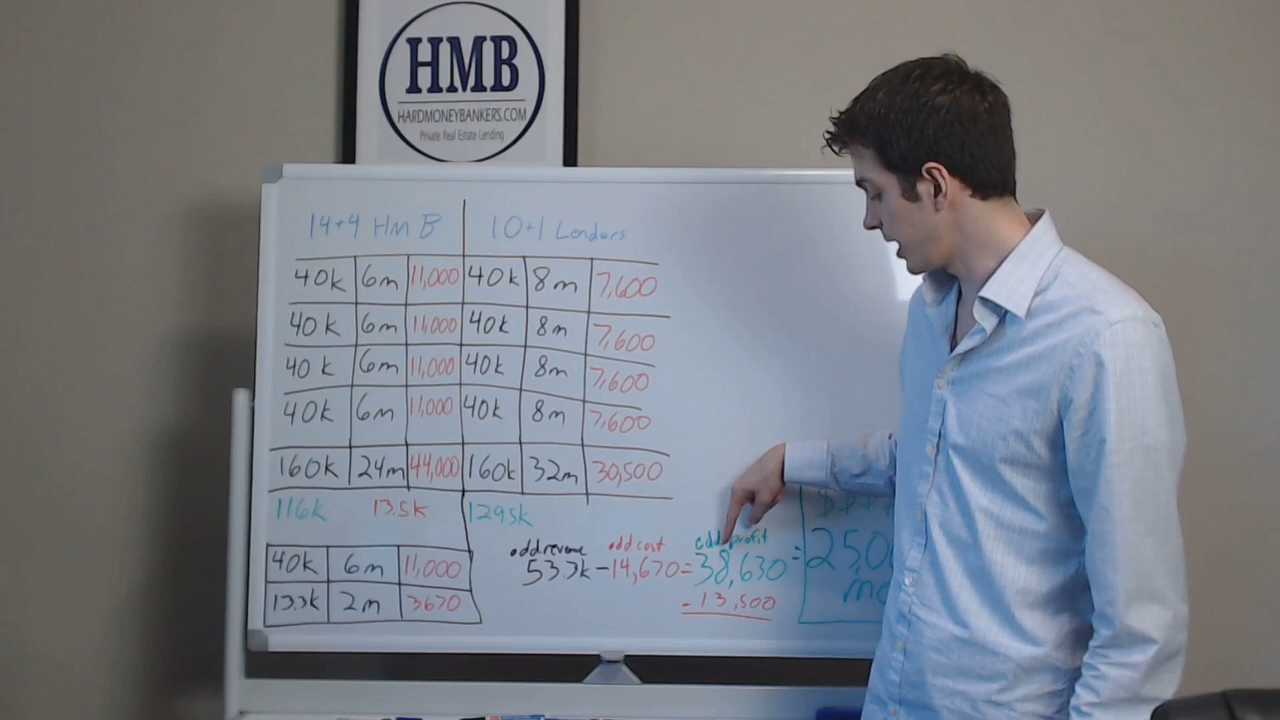 HMB
HARDMONEYBANKERS.COM
Private Real Estate Lending
14+4 HMB 10+1 Lenders
40k 6m 11,000 40k 8m 7,600
40k 6m 11,000 40k 8m 7,600
40k 6m 11,000 40k 8m 7,600
40k 6m 11,000 40k 8m 7,600
160k 24m 44,000 160k 32m 30,500
116k 13.5k 129.5k
add revenue add cost add profit
40k 6m 11,000 53.3k - 14,670 = 38,630 = 25,0
13.3k 2m 3670 - 13,500